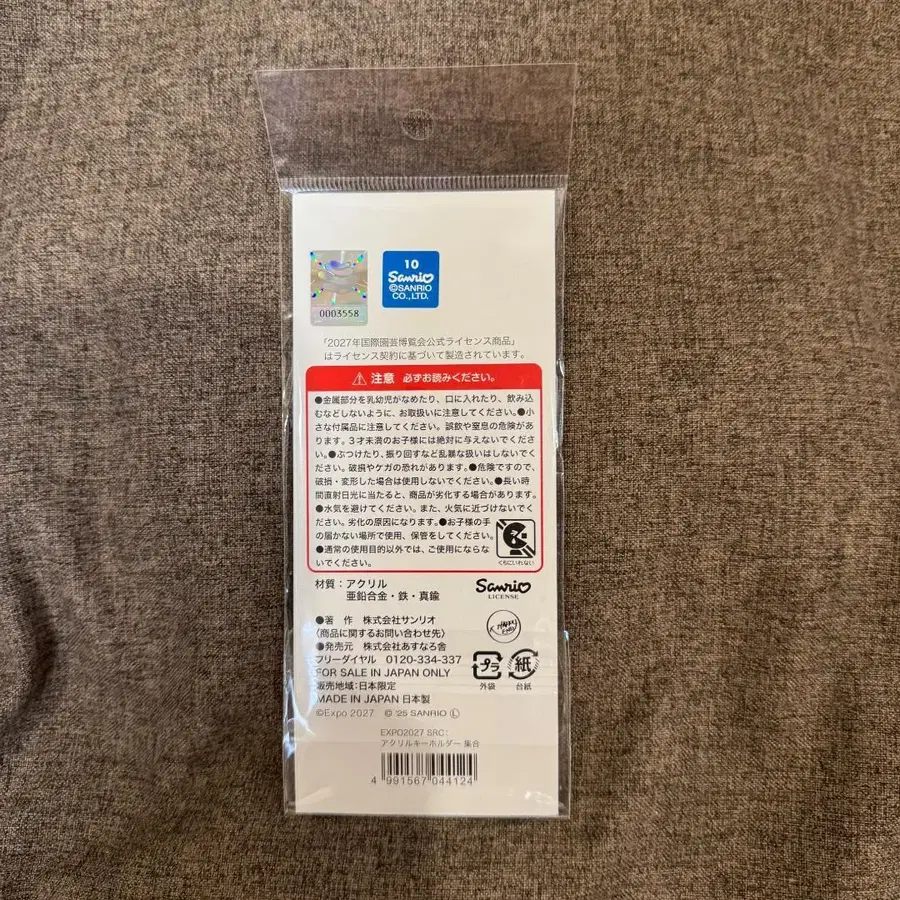 0003558
10
Sanrio
©SANRIO
CO.,LTD.
「2027年国際園芸博覧会公式ライセンス商品」
はライセンス契約に基づいて製造されています。
注意 必ずお読みください。
●金属部分を乳幼児がなめたり、口に入れたり、飲み込
むなどしないように、お取扱いに注意してください。●小
さな付属品に注意してください。誤飲や窒息の危険があ
ります。3才未満のお子様には絶対に与えないでくださ
い。●ぶつけたり、振り回すなど乱暴な扱いはしないでく
ださい。破損やケガの恐れがあります。●危険ですので、
破損・変形した場合は使用しないでください。●長い時
間直射日光に当たると、商品が劣化する場合があります。
●水気を避けてください。また、火気に近づけないでく
ださい。劣化の原因になります。●お子様の手
の届かない場所で使用、保管をしてください。
●通常の使用目的以外では、ご使用にならな
いでください。
くちにいれない
材質：アクリル
亜鉛合金・鉄・真鍮
Sanrio
LICENSE
●著 作 株式会社サンリオ
〈商品に関するお問い合わせ先〉
●発売元 株式会社あすなろ舎
フリーダイヤル 0120-334-337
FOR SALE IN JAPAN ONLY
販売地域：日本限定
MADE IN JAPAN 日本製
©Expo 2027 © '25 SANRIO Ⓛ
プラ
外袋
紙
台紙
EXPO2027 SRC：
アクリルキーホルダー 集合
4 991567 044124